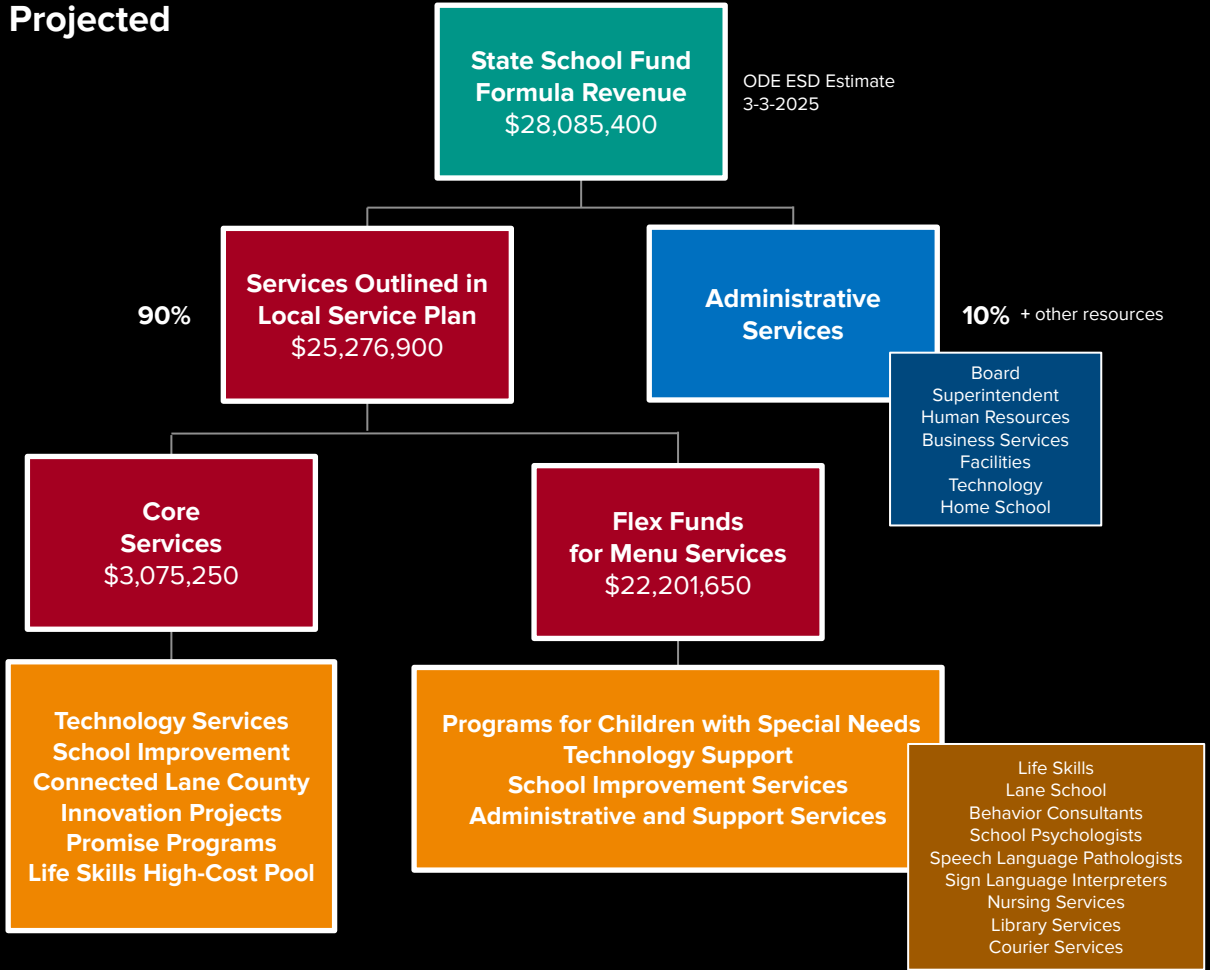 Projected
State School Fund
Formula Revenue
$28,085,400
ODE ESD Estimate
3-3-2025
90%
Services Outlined in
Local Service Plan
$25,276,900
Administrative
Services
10% + other resources
Board
Superintendent
Human Resources
Business Services
Facilities
Technology
Home School
Core
Services
$3,075,250
Flex Funds
for Menu Services
$22,201,650
Technology Services
School Improvement
Connected Lane County
Innovation Projects
Promise Programs
Life Skills High-Cost Pool
Programs for Children with Special Needs
Technology Support
School Improvement Services
Administrative and Support Services
Life Skills
Lane School
Behavior Consultants
School Psychologists
Speech Language Pathologists
Sign Language Interpreters
Nursing Services
Library Services
Courier Services